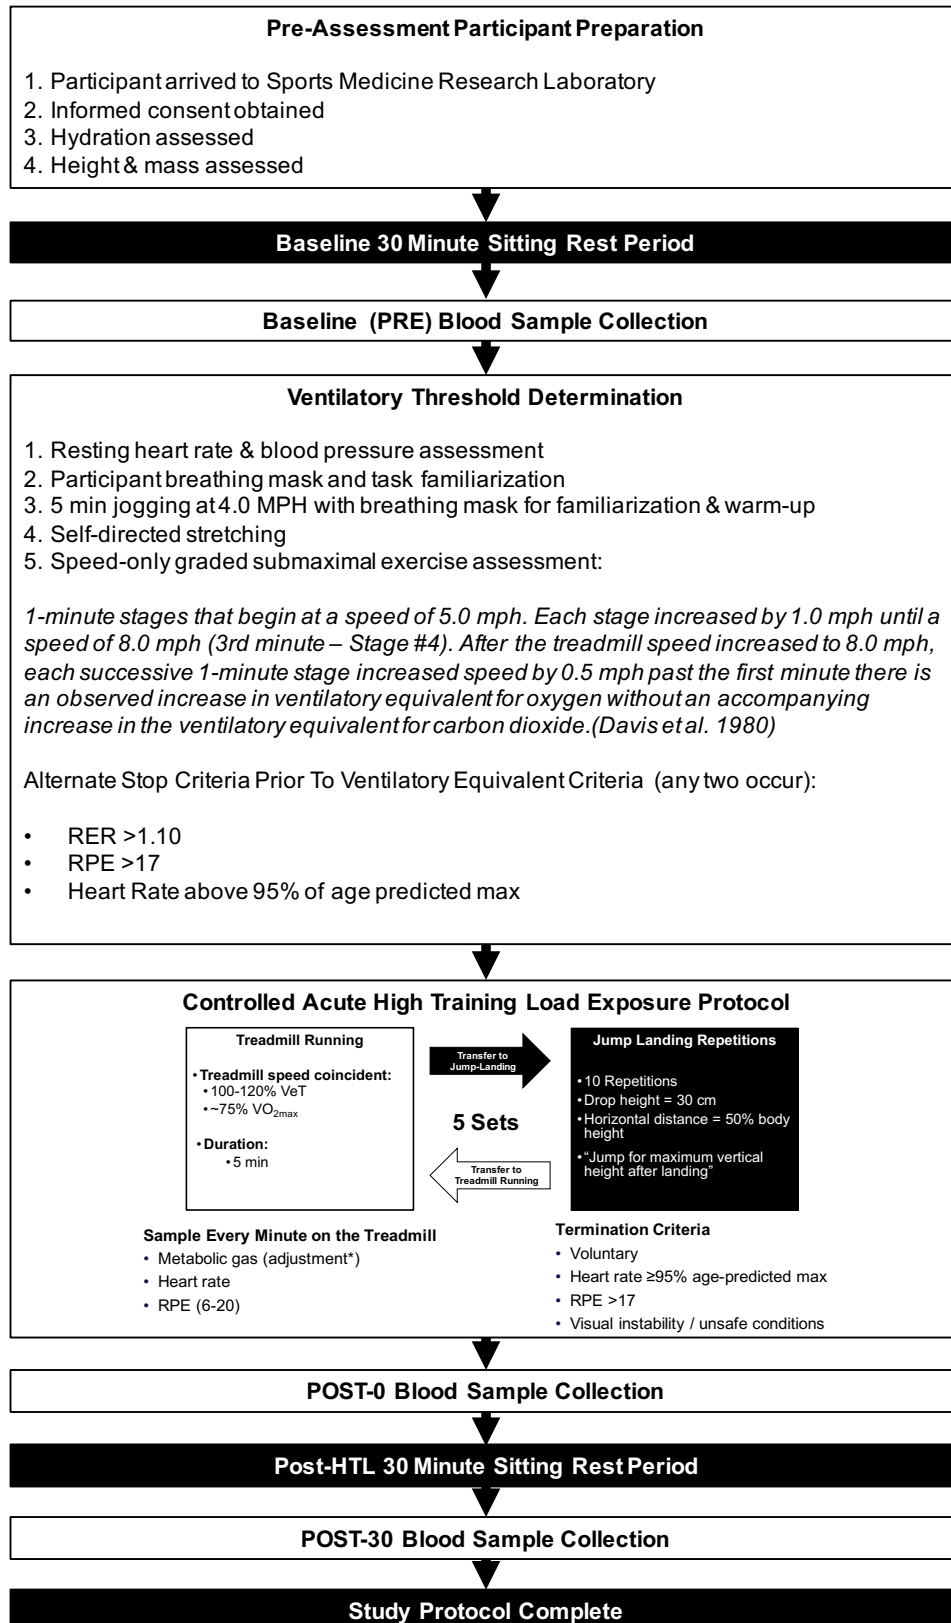 Pre-Assessment Participant Preparation
1. Participant arrived to Sports Medicine Research Laboratory
2. Informed consent obtained
3. Hydration assessed
4. Height & mass assessed
Baseline 30 Minute Sitting Rest Period
Baseline (PRE) Blood Sample Collection
Ventilatory Threshold Determination
1. Resting heart rate & blood pressure assessment
2. Participant breathing mask and task familiarization
3. 5 min jogging at 4.0 MPH with breathing mask for familiarization & warm-up
4. Self-directed stretching
5. Speed-only graded submaximal exercise assessment:
1-minute stages that begin at a speed of 5.0 mph. Each stage increased by 1.0 mph until a
speed of 8.0 mph (3rd minute – Stage #4). After the treadmill speed increased to 8.0 mph,
each successive 1-minute stage increased speed by 0.5 mph past the first minute there is
an observed increase in ventilatory equivalent for oxygen without an accompanying
increase in the ventilatory equivalent for carbon dioxide.(Davis et al. 1980)
Alternate Stop Criteria Prior To Ventilatory Equivalent Criteria (any two occur):
• RER >1.10
• RPE >17
• Heart Rate above 95% of age predicted max
Controlled Acute High Training Load Exposure Protocol
Treadmill Running
• Treadmill speed coincident:
• 100-120% VeT
• ~75% VO2max
• Duration:
• 5 min
Transfer to
Jump-Landing
5 Sets
Transfer to
Treadmill Running
Jump Landing Repetitions
• 10 Repetitions
• Drop height = 30 cm
• Horizontal distance = 50% body
height
• "Jump for maximum vertical
height after landing"
Sample Every Minute on the Treadmill
• Metabolic gas (adjustment*)
• Heart rate
• RPE (6-20)
Termination Criteria
• Voluntary
• Heart rate ≥95% age-predicted max
• RPE >17
• Visual instability / unsafe conditions
POST-0 Blood Sample Collection
Post-HTL 30 Minute Sitting Rest Period
POST-30 Blood Sample Collection
Study Protocol Complete